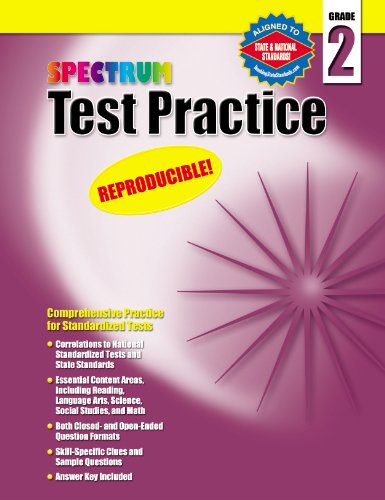 GRADE
2
ALIGNED TO
STATE & NATIONAL
STANDARDS!
SPECTRUM
Test Practice
REPRODUCIBLE!
Comprehensive Practice
for Standardized Tests
• Correlations to National
Standardized Tests and
State Standards
• Essential Content Areas,
Including Reading,
Language Arts, Science,
Social Studies, and Math
• Both Closed- and Open-Ended
Question Formats
• Skill-Specific Clues and
Sample Questions
• Answer Key Included